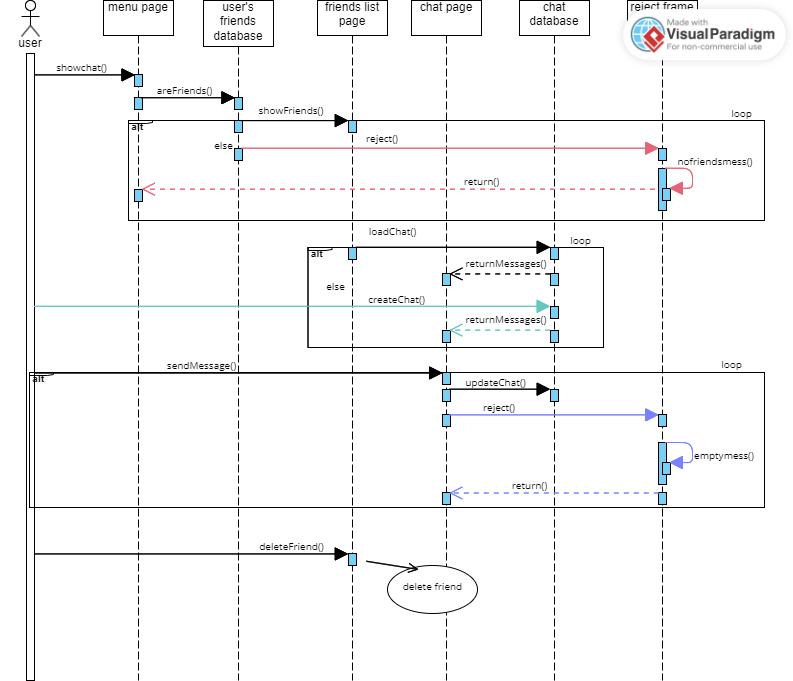 menu page
user's
friends
database
friends list
page
chat page
chat
database
reject frame
Made with
VisualParadigm
For non-commercial use
user
showchat()
areFriends()
showFriends()
loop
alt
else
reject()
nofriendsmess()
return()
loadChat()
loop
alt
returnMessages()
else
createChat()
returnMessages()
sendMessage()
loop
alt
updateChat()
reject()
emptymess()
return()
deleteFriend()
delete friend